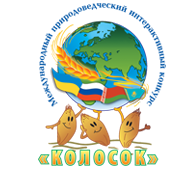 Международный природоведческий интерактивный конкурс
«КОЛОСОК»